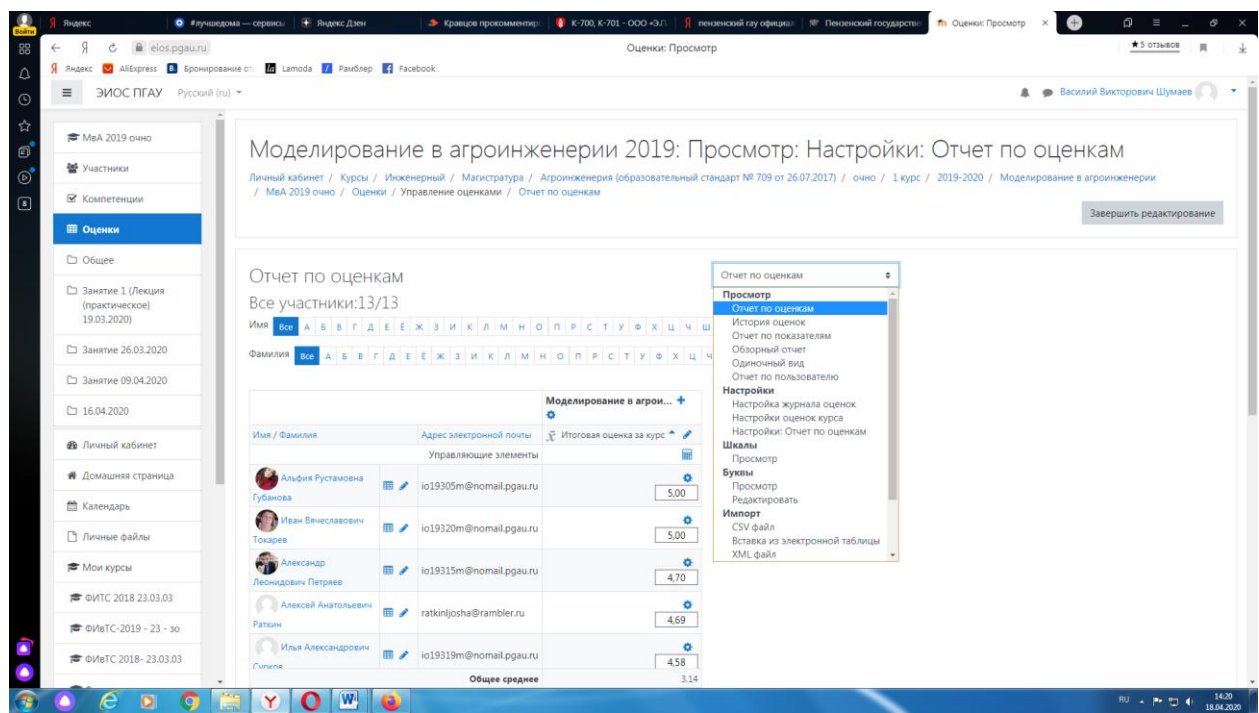 Войти
Яндекс
#лучшедома — сервисы
Яндекс.Дзен
Кравцов прокомментир
К-700, К-701 - ООО «З.П.
пензенский гау официал
Пензенский государстве
Оценки: Просмотр
eios.pgau.ru
Оценки: Просмотр
★5 отзывов
Яндекс
AliExpress
Бронирование от
Lamoda
Рамблер
Facebook
ЭИОС ПГАУ
Русский (ru)
Василий Викторович Шумаев
МвА 2019 очно
Участники
Компетенции
Оценки
Общее
Занятие 1 (Лекция
(практическое)
19.03.2020)
Занятие 26.03.2020
Занятие 09.04.2020
16.04.2020
Личный кабинет
Домашняя страница
Календарь
Личные файлы
Мои курсы
ФИТС 2018 23.03.03
ФИвТС-2019 - 23 - зо
ФИвТС 2018- 23.03.03
Моделирование в агроинженерии 2019: Просмотр: Настройки: Отчет по оценкам
Личный кабинет / Курсы / Инженерный / Магистратура / Агроинженерия (образовательный стандарт № 709 от 26.07.2017) / очно / 1 курс / 2019-2020 / Моделирование в агроинженерии
/ МвА 2019 очно / Оценки / Управление оценками / Отчет по оценкам
Завершить редактирование
Отчет по оценкам
Все участники:13/13
Имя Все А Б В Г Д Е Ё Ж З И К Л М Н О П Р С Т У Ф Х Ц Ч Ш
Фамилия Все А Б В Г Д Е Ё Ж З И К Л М Н О П Р С Т У Ф Х Ц Ч
Моделирование в агрои...
Имя / Фамилия
Адрес электронной почты
x̄ Итоговая оценка за курс
Управляющие элементы
Альфия Рустамовна
Губанова
io19305m@nomail.pgau.ru
5,00
Иван Вячеславович
Токарев
io19320m@nomail.pgau.ru
5,00
Александр
Леонидович Петряев
io19315m@nomail.pgau.ru
4,70
Алексей Анатольевич
Раткин
ratkinljosha@rambler.ru
4,69
Илья Александрович
io19319m@nomail.pgau.ru
4,58
Общее среднее
3.14
Отчет по оценкам
Просмотр
Отчет по оценкам
История оценок
Отчет по показателям
Обзорный отчет
Одиночный вид
Отчет по пользователю
Настройки
Настройка журнала оценок
Настройки оценок курса
Настройки: Отчет по оценкам
Шкалы
Просмотр
Буквы
Просмотр
Редактировать
Импорт
CSV файл
Вставка из электронной таблицы
XML файл
RU
14:20
18.04.2020